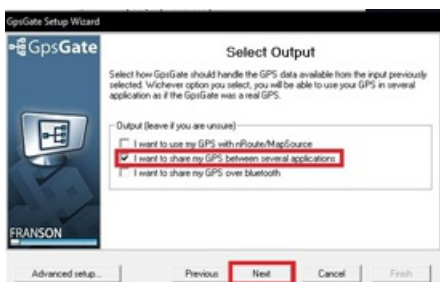 GpsGate Setup Wizard
GpsGate
Select Output
Select how GpsGate should handle the GPS data available from the input previously
selected. Wichever option you select, you will be able to use your GPS in several
application as if the GpsGate was a real GPS.
Output (leave if you are unsure)
I want to use my GPS with nRoute/MapSource
I want to share my GPS between several applications
I want to share my GPS over bluetooth
FRANSON
Advanced setup...
Previous
Next
Cancel
Finish